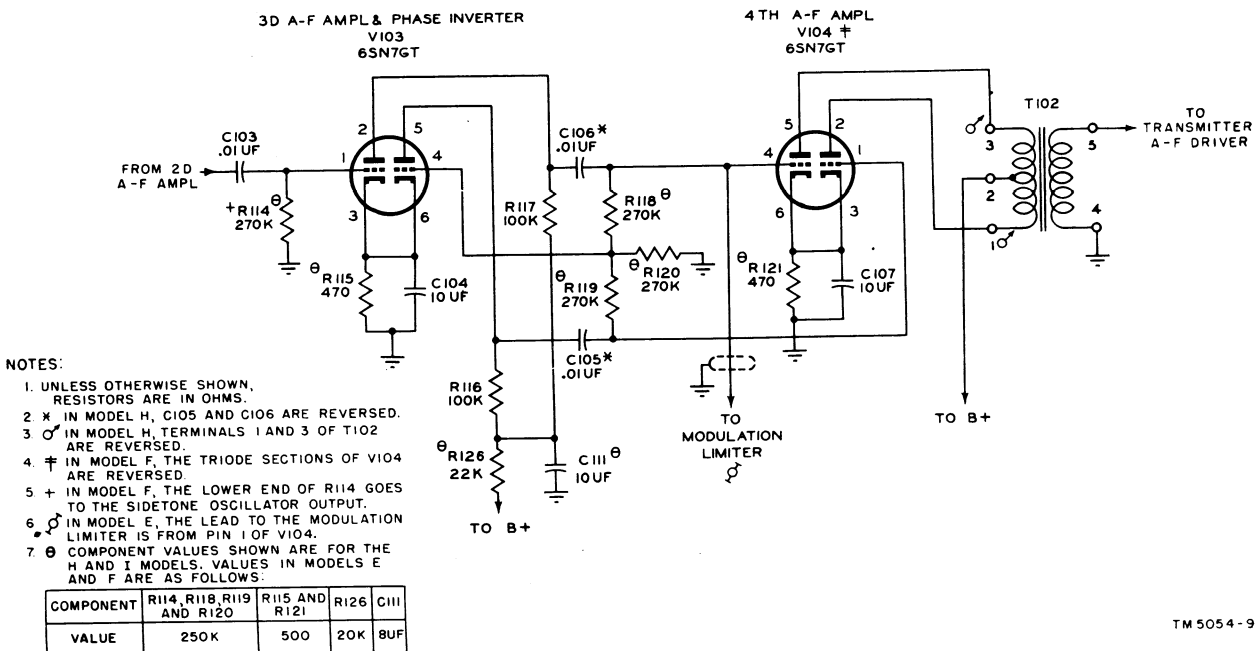 3D A-F AMPL & PHASE INVERTER
V103
6SN7GT
4TH A-F AMPL
V104 ‡
6SN7GT
C103
.01UF
FROM 2D
A-F AMPL
+R114 θ
270K
2
5
1
4
3
6
θ R115
470
C104
10UF
R117
100K
C106*
.01UF
R118 θ
270K
θ R120
270K
θ R119
270K
C105*
.01UF
R116
100K
θ R126
22K
C111 θ
10UF
TO B+
TO
MODULATION
LIMITER
⚦
5
2
4
1
6
3
θ R121
470
C107
10UF
T102
♂
3
2
1♂
5
4
TO
TRANSMITTER
A-F DRIVER
TO B+
NOTES:
1. UNLESS OTHERWISE SHOWN,
RESISTORS ARE IN OHMS.
2. * IN MODEL H, C105 AND C106 ARE REVERSED.
3. ♂ IN MODEL H, TERMINALS 1 AND 3 OF T102
ARE REVERSED.
4. ‡ IN MODEL F, THE TRIODE SECTIONS OF V104
ARE REVERSED.
5 + IN MODEL F, THE LOWER END OF R114 GOES
TO THE SIDETONE OSCILLATOR OUTPUT.
6. ⚦ IN MODEL E, THE LEAD TO THE MODULATION
LIMITER IS FROM PIN 1 OF V104.
7. θ COMPONENT VALUES SHOWN ARE FOR THE
H AND I MODELS. VALUES IN MODELS E
AND F ARE AS FOLLOWS:
COMPONENT R114, R118, R119 AND R120 R115 AND R121 R126 C111
VALUE 250K 500 20K 8UF
TM 5054-9